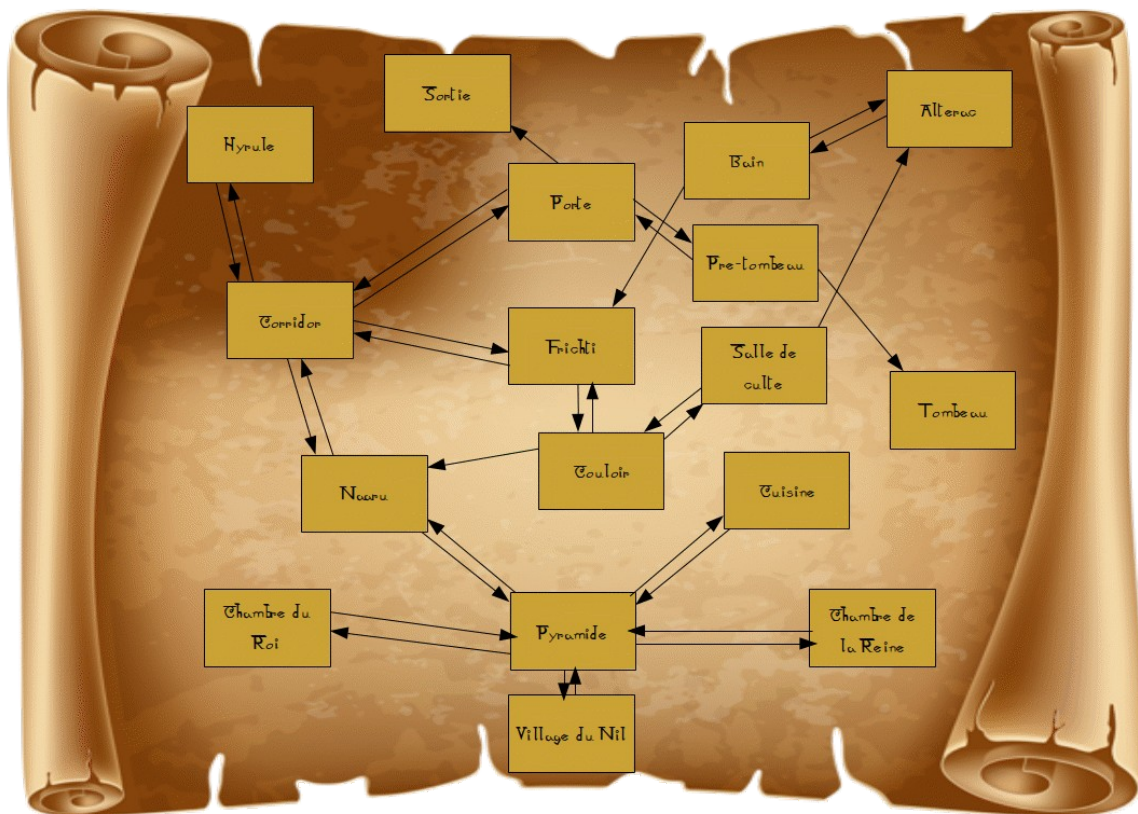 Sortie
Alterac
Hyrule
Bain
Porte
Pre-tombeau
Corridor
Frichti
Salle de
culte
Tombeau
Couloir
Naaru
Cuisine
Chambre du
Roi
Pyramide
Chambre de
la Reine
Village du Nil